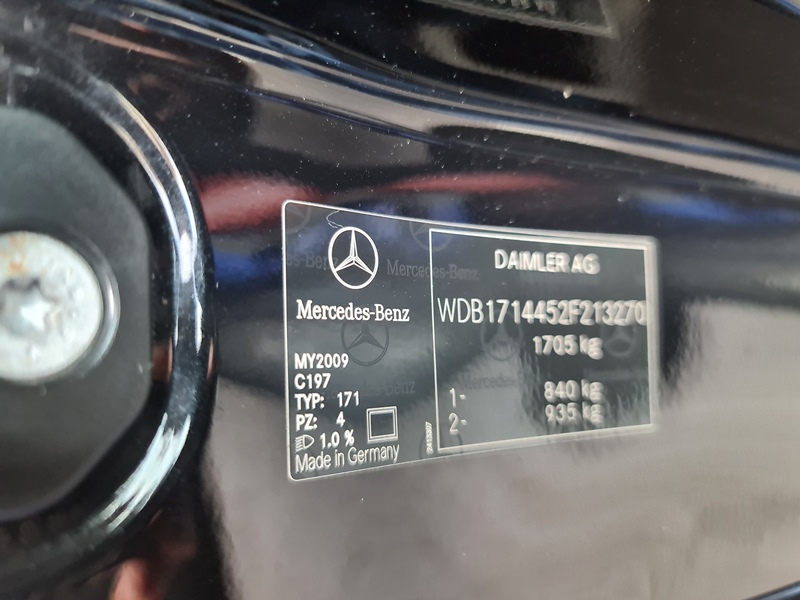 Mercedes-Benz
MY2009
C197
TYP: 171
PZ: 4
1.0 %
Made in Germany
DAIMLER AG
WDB1714452F213270
1705 kg
1- 840 kg
2- 935 kg